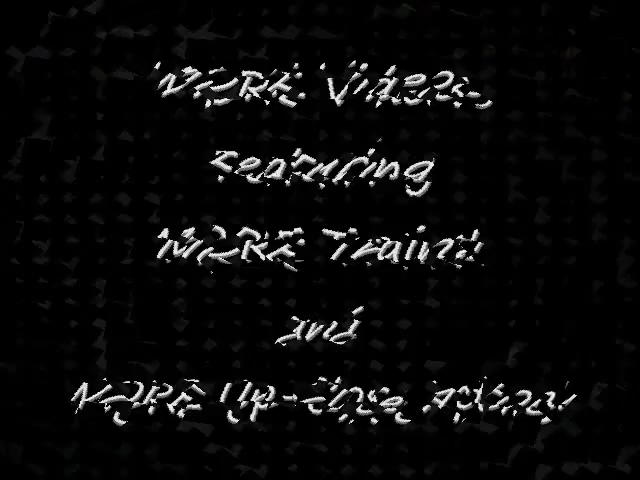 MORE Videos,
featuring
MORE Trains!
and
MORE Up-Close Action!